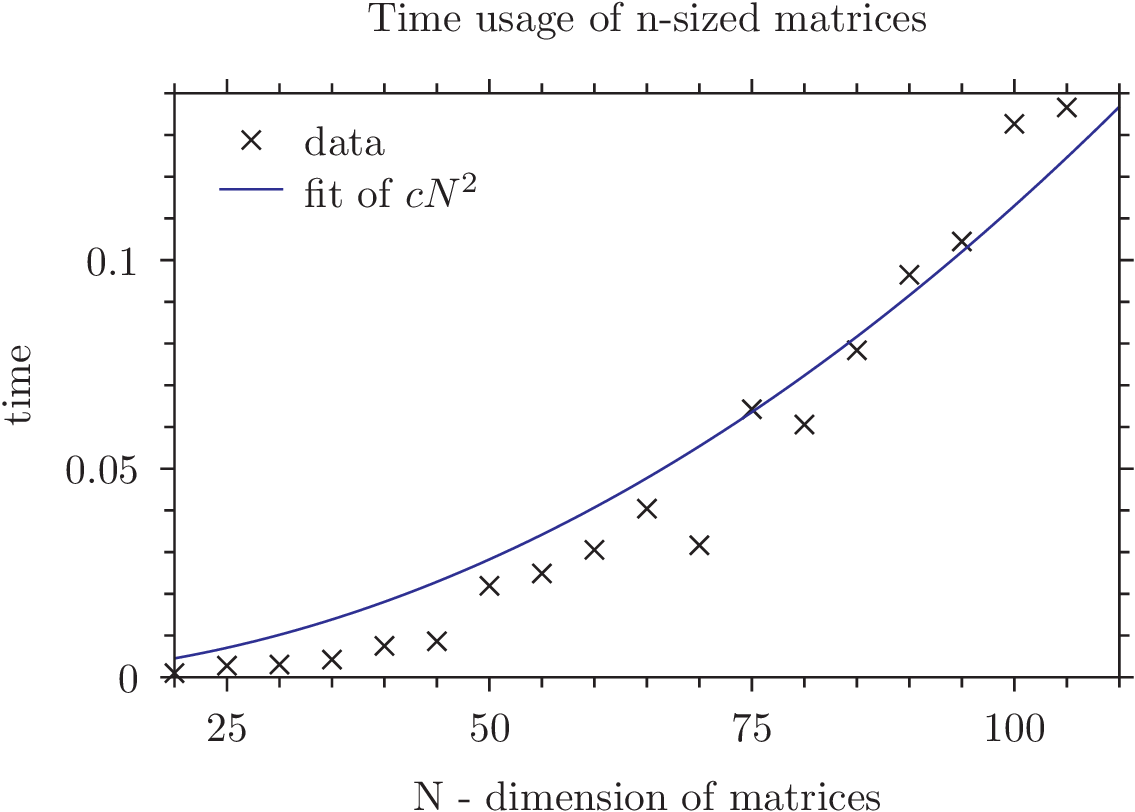 Time usage of n-sized matrices
data
fit of cN²
0.1
0.05
0
time
25 50 75 100
N - dimension of matrices